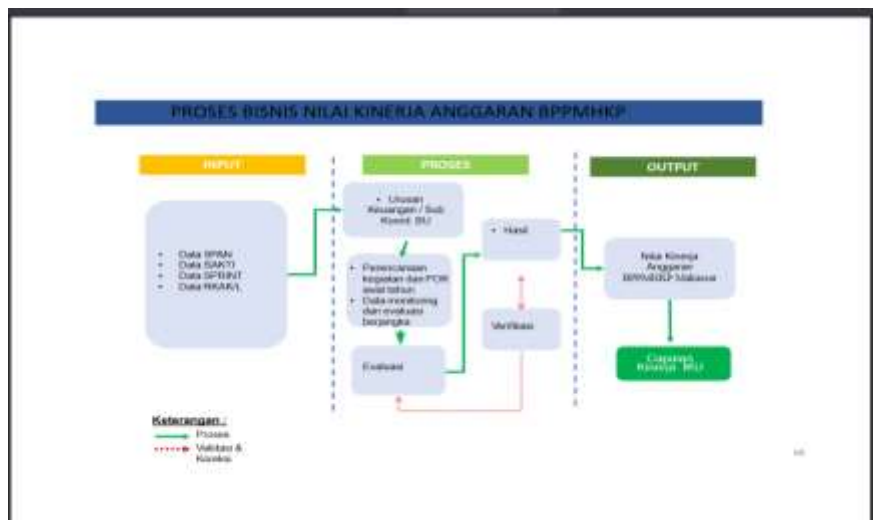 PROSES BISNIS NILAI KINERJA ANGGARAN BPPMHKP
INPUT
PROSES
OUTPUT
• Data SPAN
• Data SAKTI
• Data SPRINT
• Data RKAK/L
• Urusan
Keuangan / Sub
Koord. BU
• Perencanaan
kegiatan dan POK
awal tahun
• Data monitoring
dan evaluasi
berjangka
Evaluasi
• Hasil
Verifikasi
Nilai Kinerja
Anggaran
BPPMHKP Makassar
Capaian
Kinerja
Keterangan :
Proses
Validasi &
Koreksi